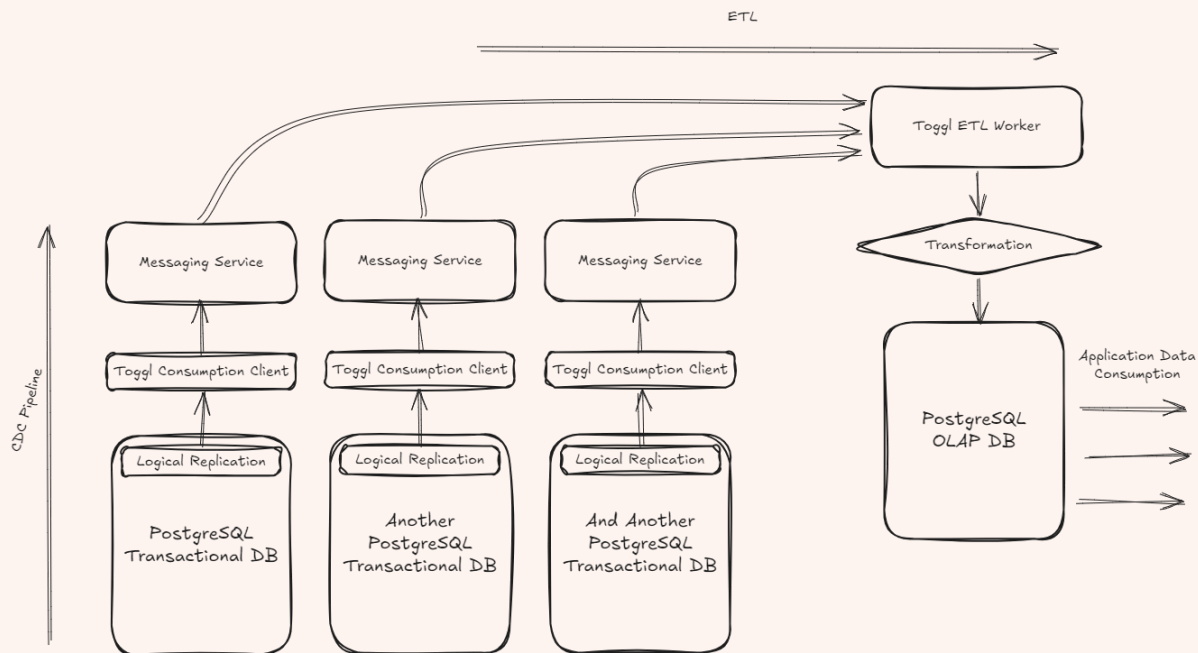 ETL
Toggl ETL Worker
Messaging Service
Messaging Service
Messaging Service
Transformation
Toggl Consumption Client
Toggl Consumption Client
Toggl Consumption Client
Application Data
Consumption
CDC Pipeline
PostgreSQL
OLAP DB
Logical Replication
Logical Replication
Logical Replication
PostgreSQL
Transactional DB
Another
PostgreSQL
Transactional DB
And Another
PostgreSQL
Transactional DB